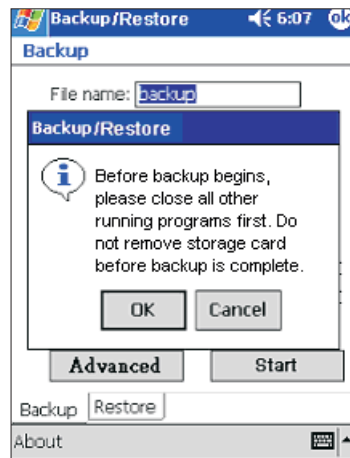 Backup/Restore 6:07 ok
Backup
File name: backup
Backup/Restore
Before backup begins,
please close all other
running programs first. Do
not remove storage card
before backup is complete.
OK Cancel
Advanced Start
Backup Restore
About